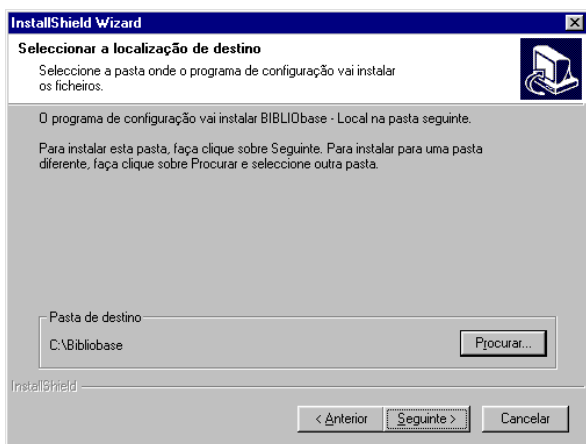 InstallShield Wizard
Seleccionar a localização de destino
Seleccione a pasta onde o programa de configuração vai instalar
os ficheiros.
O programa de configuração vai instalar BIBLIObase - Local na pasta seguinte.
Para instalar esta pasta, faça clique sobre Seguinte. Para instalar para uma pasta
diferente, faça clique sobre Procurar e seleccione outra pasta.
Pasta de destino
C:\Bibliobase
Procurar...
InstallShield
< Anterior
Seguinte >
Cancelar